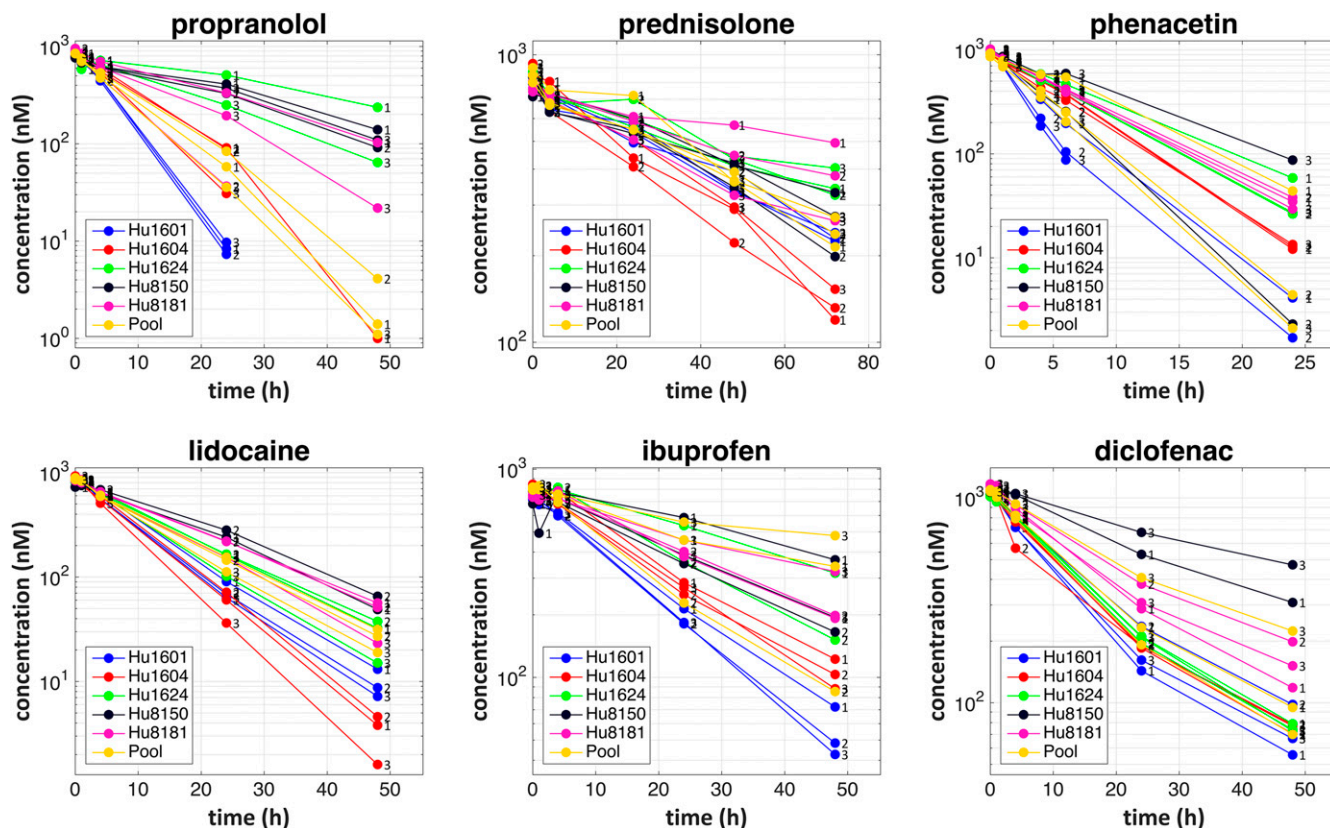 propranolol
concentration (nM)
10³
10²
10¹
10⁰
Hu1601
Hu1604
Hu1624
Hu8150
Hu8181
Pool
0 10 20 30 40 50
time (h)
prednisolone
concentration (nM)
10³
10²
Hu1601
Hu1604
Hu1624
Hu8150
Hu8181
Pool
0 20 40 60 80
time (h)
phenacetin
concentration (nM)
10³
10²
10¹
Hu1601
Hu1604
Hu1624
Hu8150
Hu8181
Pool
0 5 10 15 20 25
time (h)
lidocaine
concentration (nM)
10³
10²
10¹
Hu1601
Hu1604
Hu1624
Hu8150
Hu8181
Pool
0 10 20 30 40 50
time (h)
ibuprofen
concentration (nM)
10³
10²
Hu1601
Hu1604
Hu1624
Hu8150
Hu8181
Pool
0 10 20 30 40 50
time (h)
diclofenac
concentration (nM)
10³
10²
Hu1601
Hu1604
Hu1624
Hu8150
Hu8181
Pool
0 10 20 30 40 50
time (h)